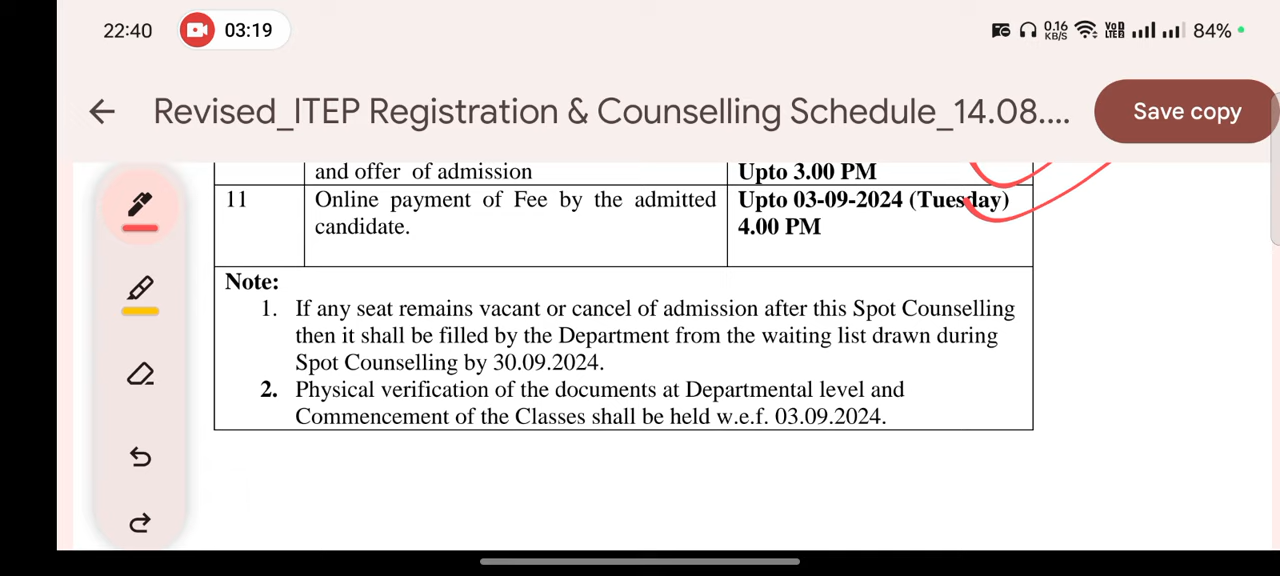 22:40 03:19 0.16 KB/S VoD LTE2 84%
Revised_ITEP Registration & Counselling Schedule_14.08.... Save copy
and offer of admission Upto 3.00 PM
11 Online payment of Fee by the admitted Upto 03-09-2024 (Tuesday)
candidate. 4.00 PM
Note:
1. If any seat remains vacant or cancel of admission after this Spot Counselling
then it shall be filled by the Department from the waiting list drawn during
Spot Counselling by 30.09.2024.
2. Physical verification of the documents at Departmental level and
Commencement of the Classes shall be held w.e.f. 03.09.2024.